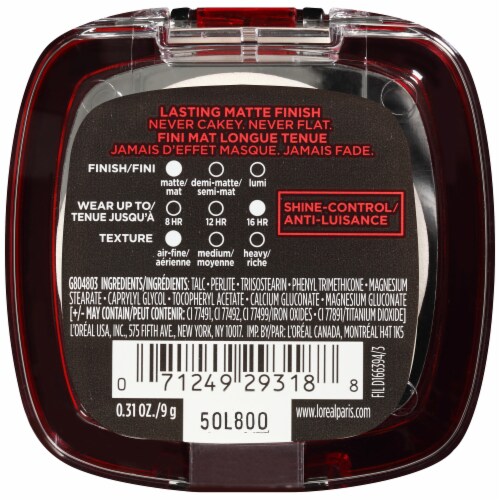 LASTING MATTE FINISH
NEVER CAKEY. NEVER FLAT.
FINI MAT LONGUE TENUE
JAMAIS D'EFFET MASQUE. JAMAIS FADE.
FINISH/FINI
matte/mat demi-matte/semi-mat lumi
WEAR UP TO/
TENUE JUSQU'À
8 HR 12 HR 16 HR
SHINE-CONTROL/
ANTI-LUISANCE
TEXTURE
air-fine/aérienne medium/moyenne heavy/riche
G804803 INGREDIENTS/INGRÉDIENTS: TALC • PERLITE • TRIISOSTEARIN • PHENYL TRIMETHICONE • MAGNESIUM
STEARATE • CAPRYLYL GLYCOL • TOCOPHERYL ACETATE • CALCIUM GLUCONATE • MAGNESIUM GLUCONATE
[+/- MAY CONTAIN/PEUT CONTENIR: CI 77491, CI 77492, CI 77499/IRON OXIDES • CI 77891/TITANIUM DIOXIDE]
L'ORÉAL USA, INC., 575 FIFTH AVE., NEW YORK, NY 10017. IMP. BY/PAR: L'ORÉAL CANADA, MONTRÉAL H4T 1K5
FIL D166394/3
0 71249 29318 8
0.31 OZ./9 g
50L800
www.lorealparis.com